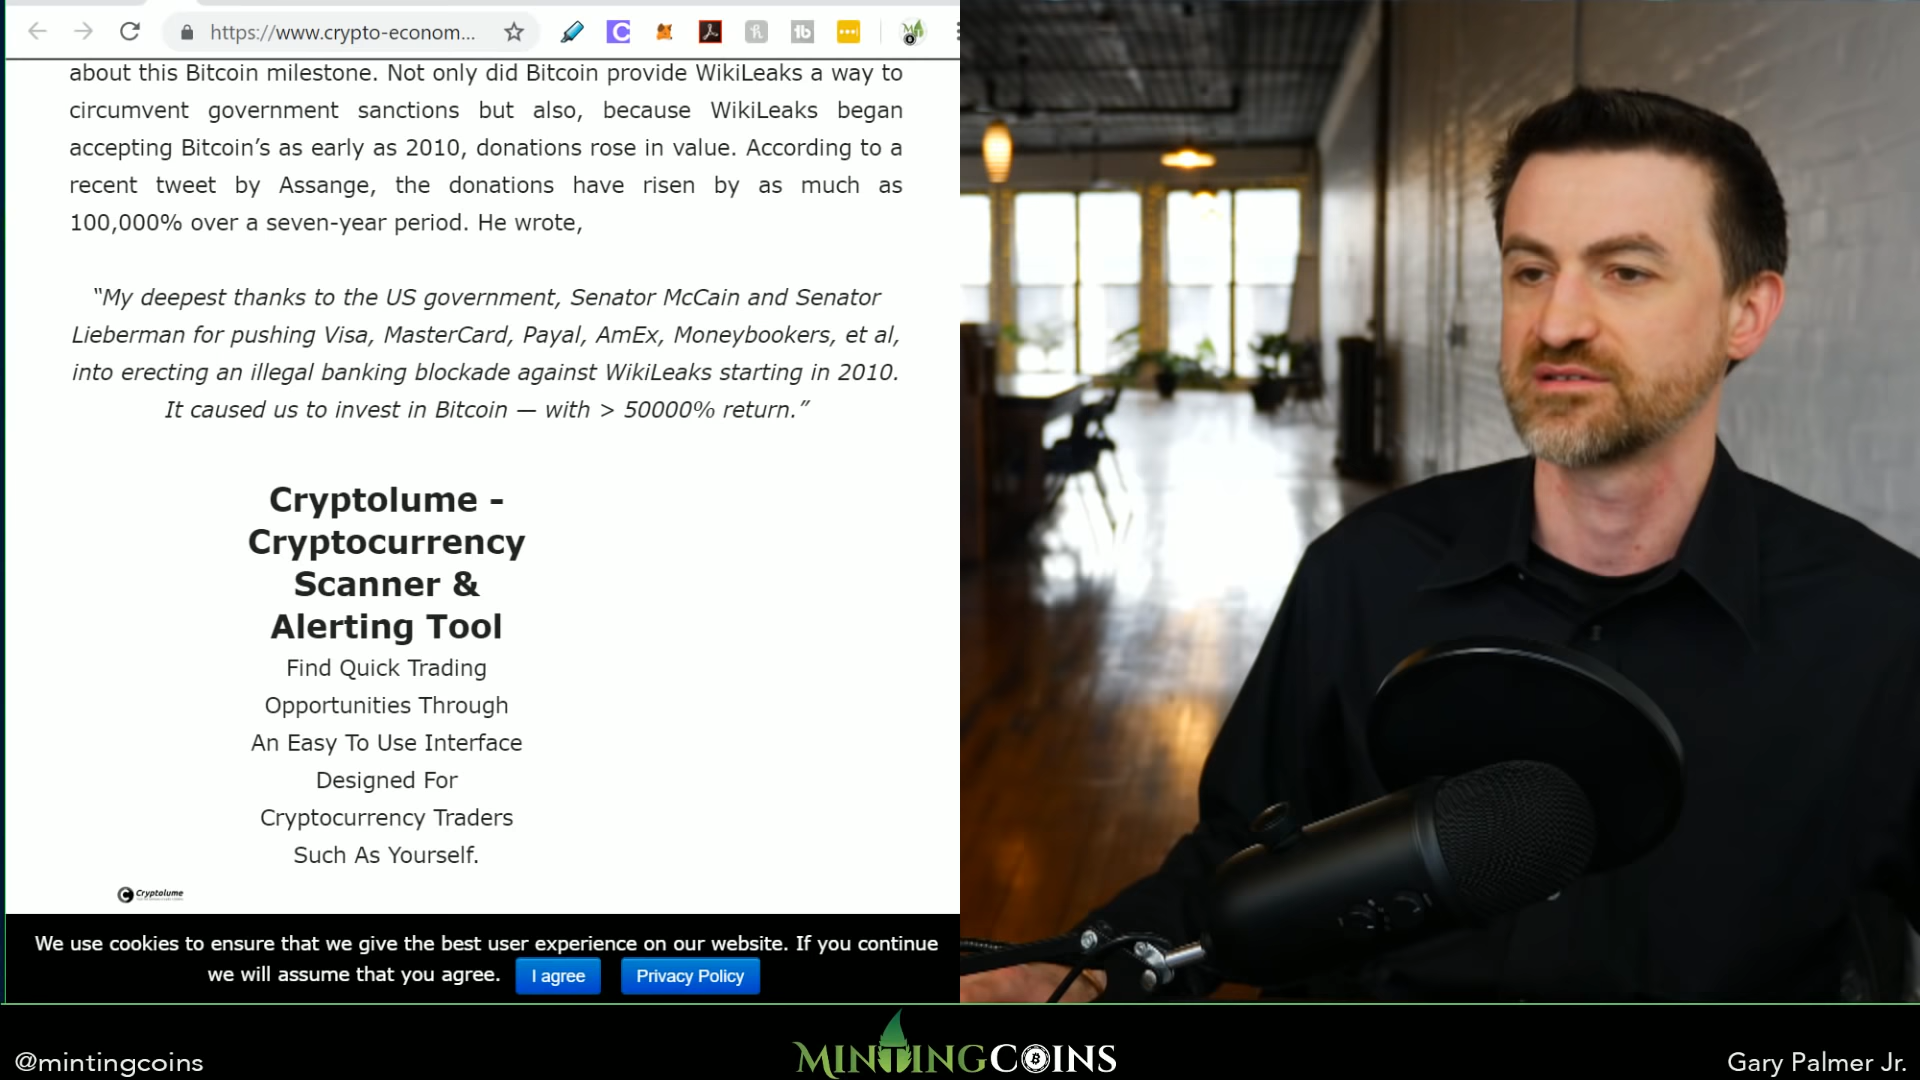 https://www.crypto-econom...
about this Bitcoin milestone. Not only did Bitcoin provide WikiLeaks a way to
circumvent government sanctions but also, because WikiLeaks began
accepting Bitcoin’s as early as 2010, donations rose in value. According to a
recent tweet by Assange, the donations have risen by as much as
100,000% over a seven-year period. He wrote,
“My deepest thanks to the US government, Senator McCain and Senator
Lieberman for pushing Visa, MasterCard, Payal, AmEx, Moneybookers, et al,
into erecting an illegal banking blockade against WikiLeaks starting in 2010.
It caused us to invest in Bitcoin — with > 50000% return.”
Cryptolume -
Cryptocurrency
Scanner &
Alerting Tool
Find Quick Trading
Opportunities Through
An Easy To Use Interface
Designed For
Cryptocurrency Traders
Such As Yourself.
Cryptolume
We use cookies to ensure that we give the best user experience on our website. If you continue
we will assume that you agree. I agree Privacy Policy
@mintingcoins
MINTINGCOINS
Gary Palmer Jr.